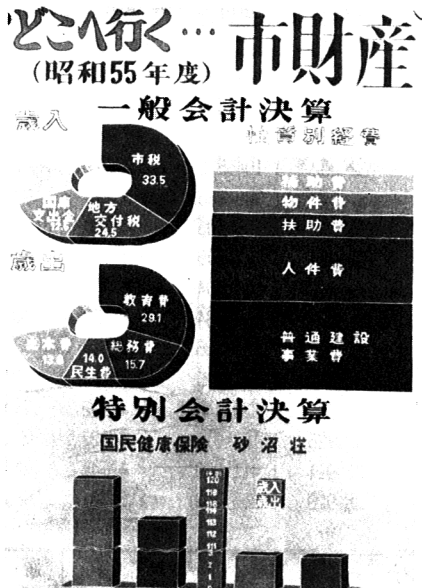 どこへ行く…
市財産
(昭和55年度)
一般会計決算
歳入
性質別経費
市税
33.5
地方
交付税
24.5
国庫
支出金
補助費
物件費
扶助費
人件費
普通建設
事業費
歳出
教育費
29.1
総務費
15.7
14.0
民生費
土木費
特別会計決算
国民健康保険 砂沼荘
120
歳入
歳出